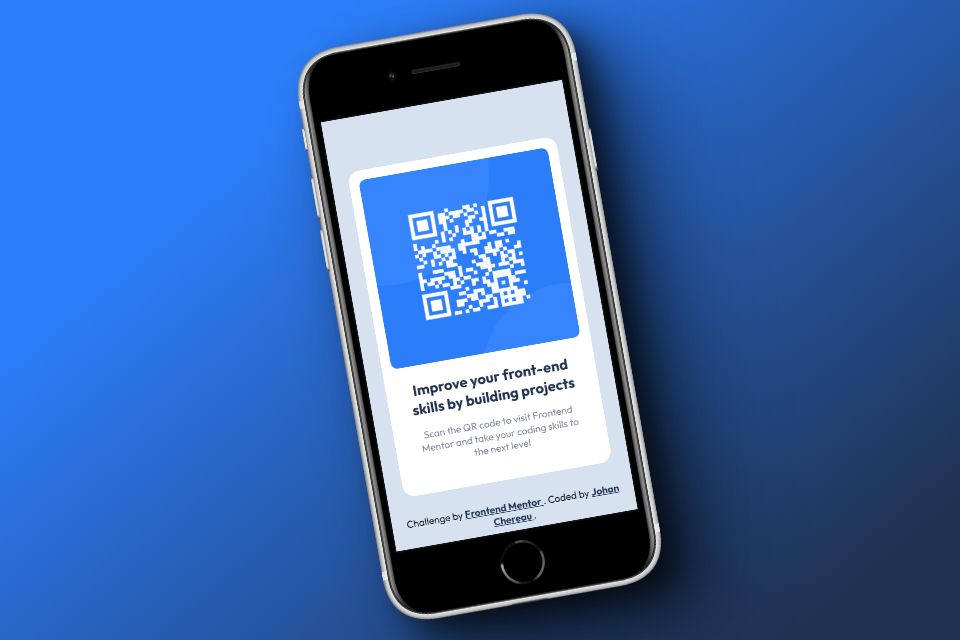 Improve your front-end
skills by building projects
Scan the QR code to visit Frontend
Mentor and take your coding skills to
the next level
Challenge by Frontend Mentor . Coded by Johan
Chereau .